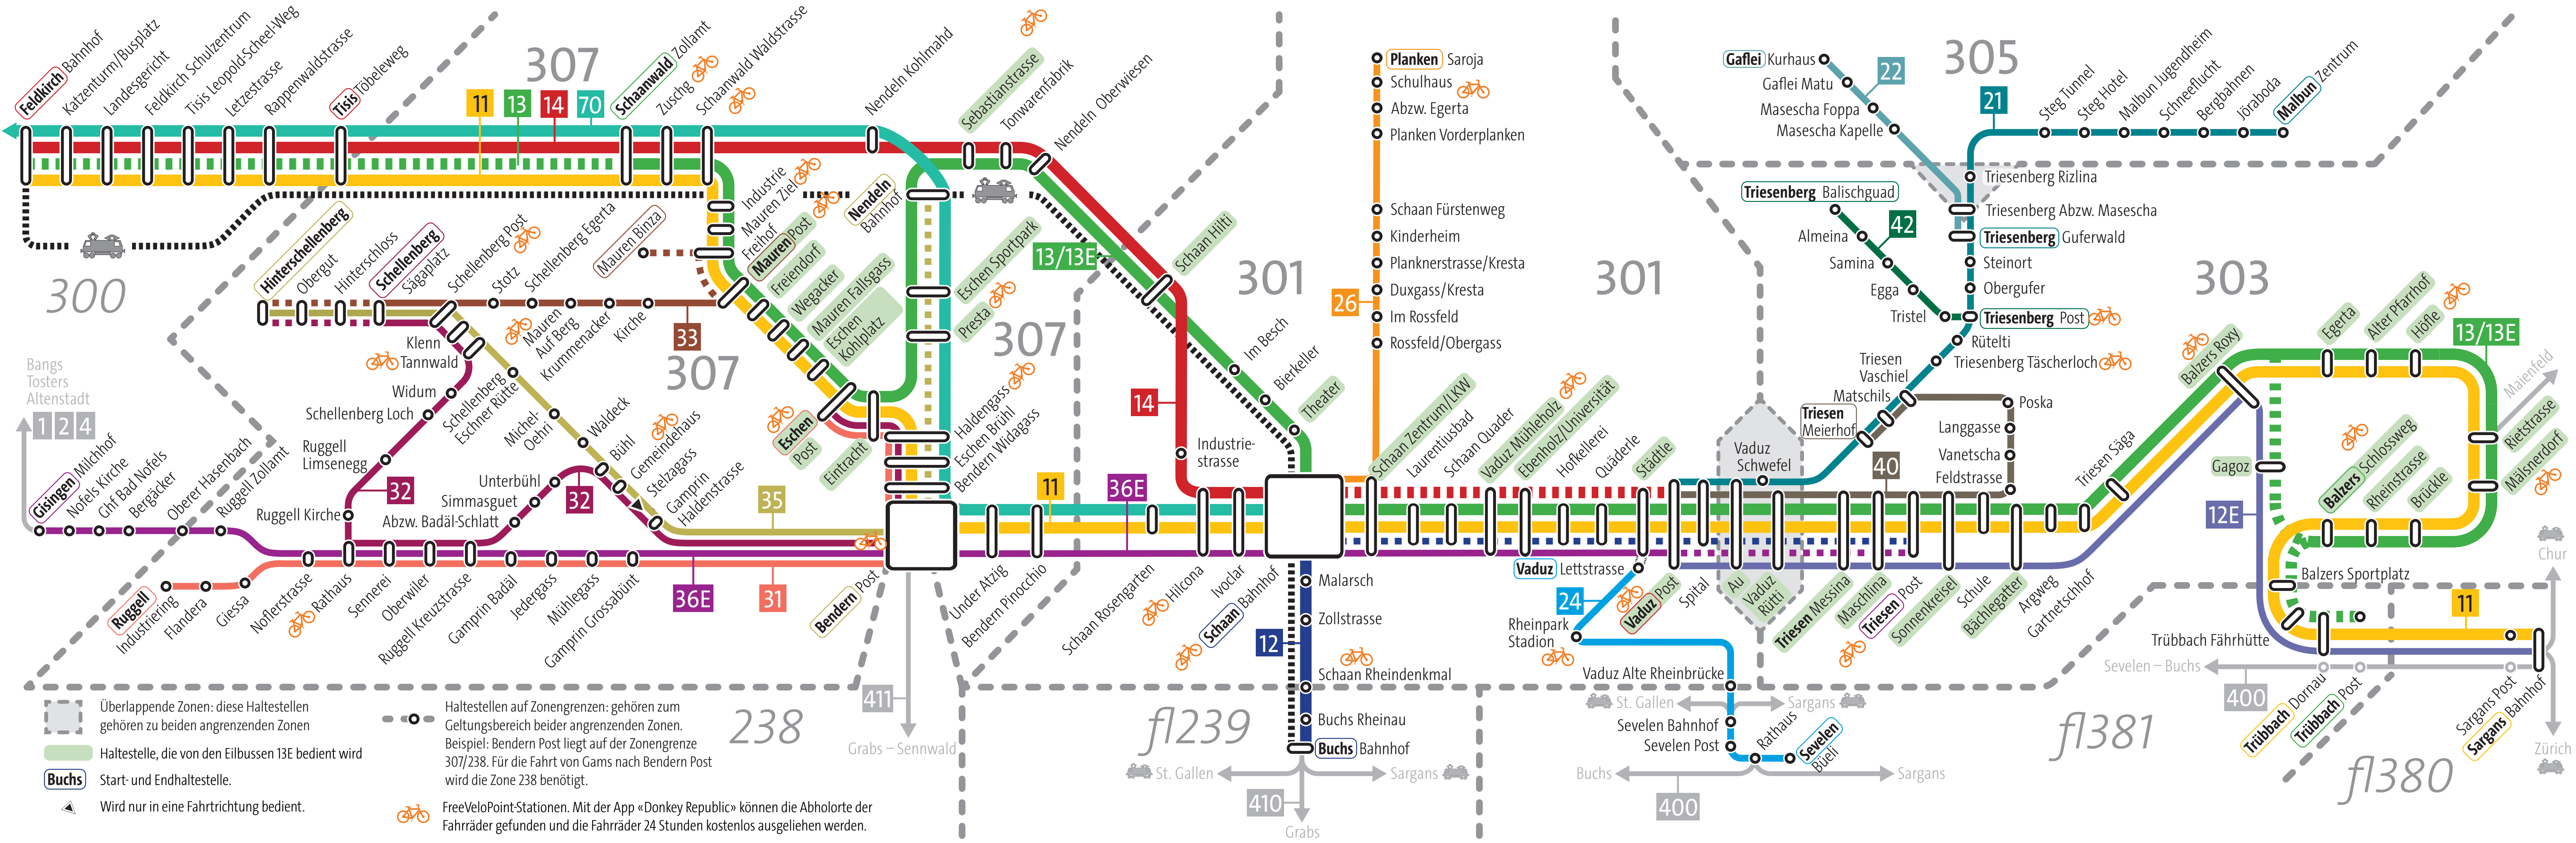 Feldkirch Bahnhof
Katzenturm/Busplatz
Landesgericht
Feldkirch Schulzentrum
Tisis Leopold-Scheel-Weg
Letzestrasse
Rappenwaldstrasse
Tisis Töbeleweg
307
11
13
14
70
Schaanwald Zollamt
Zuschg
Schaanwald Waldstrasse
Nendeln Kohlmahd
Sebastianstrasse
Tonwarenfabrik
Nendeln Oberwiesen
Industrie
Mauren Ziel
Freihof
Mauren Post
Freiendorf
Wegacker
Mauren Fallsgass
Eschen
Kohlplatz
Nendeln
Bahnhof
Eschen Sportpark
Presta
307
13/13E
Schaan Hilti
301
300
Hinterschellenberg
Obergut
Hinterschloss
Schellenberg
Sägaplatz
Schellenberg Post
Stotz
Schellenberg Egerta
Mauren Binza
Mauren
Auf Berg
Krummenacker
Kirche
33
307
Klenn
Tannwald
Widum
Schellenberg Loch
Ruggell
Limsenegg
32
Ruggell Kirche
Schellenberg
Eschner Rütte
Michel-
Oehri
Waldeck
Bühl
Gemeindehaus
Stelzagass
Gamprin
Haldenstrasse
Unterbühl
Simmasguet
Abzw. Badäl-Schlatt
32
35
Eschen
Post
Eintracht
Haldengass
Eschen Brühl
Bendern Widagass
Bangs
Tosters
Altenstadt
1
2
4
Gisingen Milchhof
Nofels Kirche
Chf Bad Nofels
Bergäcker
Oberer Hasenbach
Ruggell Zollamt
Ruggell
Industriering
Flandera
Giessa
Noflerstrasse
Rathaus
Sennerei
Oberwiler
Ruggell Kreuzstrasse
Gamprin Badäl
Jedergass
Mühlegass
Gamprin Grossabünt
36E
31
Bendern Post
411
Grabs – Sennwald
238
Under Atzig
Bendern Pinocchio
11
36E
Schaan Rosengarten
Hilcona
Ivoclar
Schaan Bahnhof
14
Industrie-
strasse
Im Besch
Bierkeller
Theater
Planken Saroja
Schulhaus
Abzw. Egerta
Planken Vorderplanken
Schaan Fürstenweg
Kinderheim
Planknerstrasse/Kresta
Duxgass/Kresta
Im Rossfeld
Rossfeld/Obergass
26
301
Schaan Zentrum/LKW
Laurentiusbad
Schaan Quader
Vaduz Mühleholz
Ebenholz/Universität
Hofkellerei
Quäderle
Städtle
12
Malarsch
Zollstrasse
Schaan Rheindenkmal
Buchs Rheinau
Buchs Bahnhof
St. Gallen
Sargans
410
Grabs
fl239
Vaduz Lettstrasse
24
Rheinpark
Stadion
Vaduz Alte Rheinbrücke
St. Gallen
Sargans
Sevelen Bahnhof
Sevelen Post
Rathaus
Sevelen
Büell
Buchs
Sargans
400
Vaduz Post
Spital
Au
Vaduz
Rütti
Vaduz
Schwefel
Triesen Messina
Maschlina
Triesen Post
Sonnenkreisel
Schule
Bächlegatter
Argweg
Gartnetschhof
Triesen Säga
40
Poska
Langgasse
Vanetscha
Feldstrasse
Triesen
Meierhof
Matschils
Triesen
Vaschiel
Gaflei Kurhaus
Gaflei Matu
Masescha Foppa
Masescha Kapelle
22
305
21
Steg Tunnel
Steg Hotel
Malbun Jugendheim
Schneeflucht
Bergbahnen
Jöraboda
Malbun Zentrum
Triesenberg Rizlina
Triesenberg Abzw. Masescha
Triesenberg Guferwald
Steinort
Obergufer
Triesenberg Post
Rütelti
Triesenberg Täscherloch
Triesenberg Balischguad
42
Almeina
Samina
Egga
Tristel
303
Balzers Roxy
Egerta
Alter Pfarrhof
Höfle
13/13E
Maienfeld
Rietstrasse
Mälsnerdorf
Balzers Schlossweg
Rheinstrasse
Brückle
Gagoz
12E
Balzers Sportplatz
Trübbach Fährhütte
Sevelen – Buchs
400
Trübbach Dornau
Trübbach Post
11
Sargans Post
Sargans Bahnhof
Chur
Zürich
fl381
fl380
Überlappende Zonen: diese Haltestellen
gehören zu beiden angrenzenden Zonen
Haltestelle, die von den Eilbussen 13E bedient wird
Buchs
Start- und Endhaltestelle.
Wird nur in eine Fahrtrichtung bedient.
Haltestellen auf Zonengrenzen: gehören zum
Geltungsbereich beider angrenzenden Zonen.
Beispiel: Bendern Post liegt auf der Zonengrenze
307/238. Für die Fahrt von Gams nach Bendern Post
wird die Zone 238 benötigt.
FreeVeloPoint-Stationen. Mit der App «Donkey Republic» können die Abholorte der
Fahrräder gefunden und die Fahrräder 24 Stunden kostenlos ausgeliehen werden.